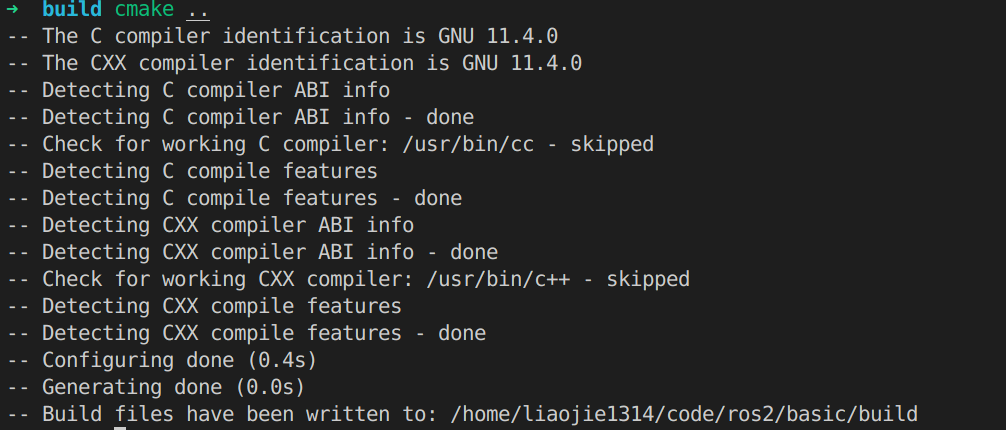 → build cmake ..
-- The C compiler identification is GNU 11.4.0
-- The CXX compiler identification is GNU 11.4.0
-- Detecting C compiler ABI info
-- Detecting C compiler ABI info - done
-- Check for working C compiler: /usr/bin/cc - skipped
-- Detecting C compile features
-- Detecting C compile features - done
-- Detecting CXX compiler ABI info
-- Detecting CXX compiler ABI info - done
-- Check for working CXX compiler: /usr/bin/c++ - skipped
-- Detecting CXX compile features
-- Detecting CXX compile features - done
-- Configuring done (0.4s)
-- Generating done (0.0s)
-- Build files have been written to: /home/liaojie1314/code/ros2/basic/build